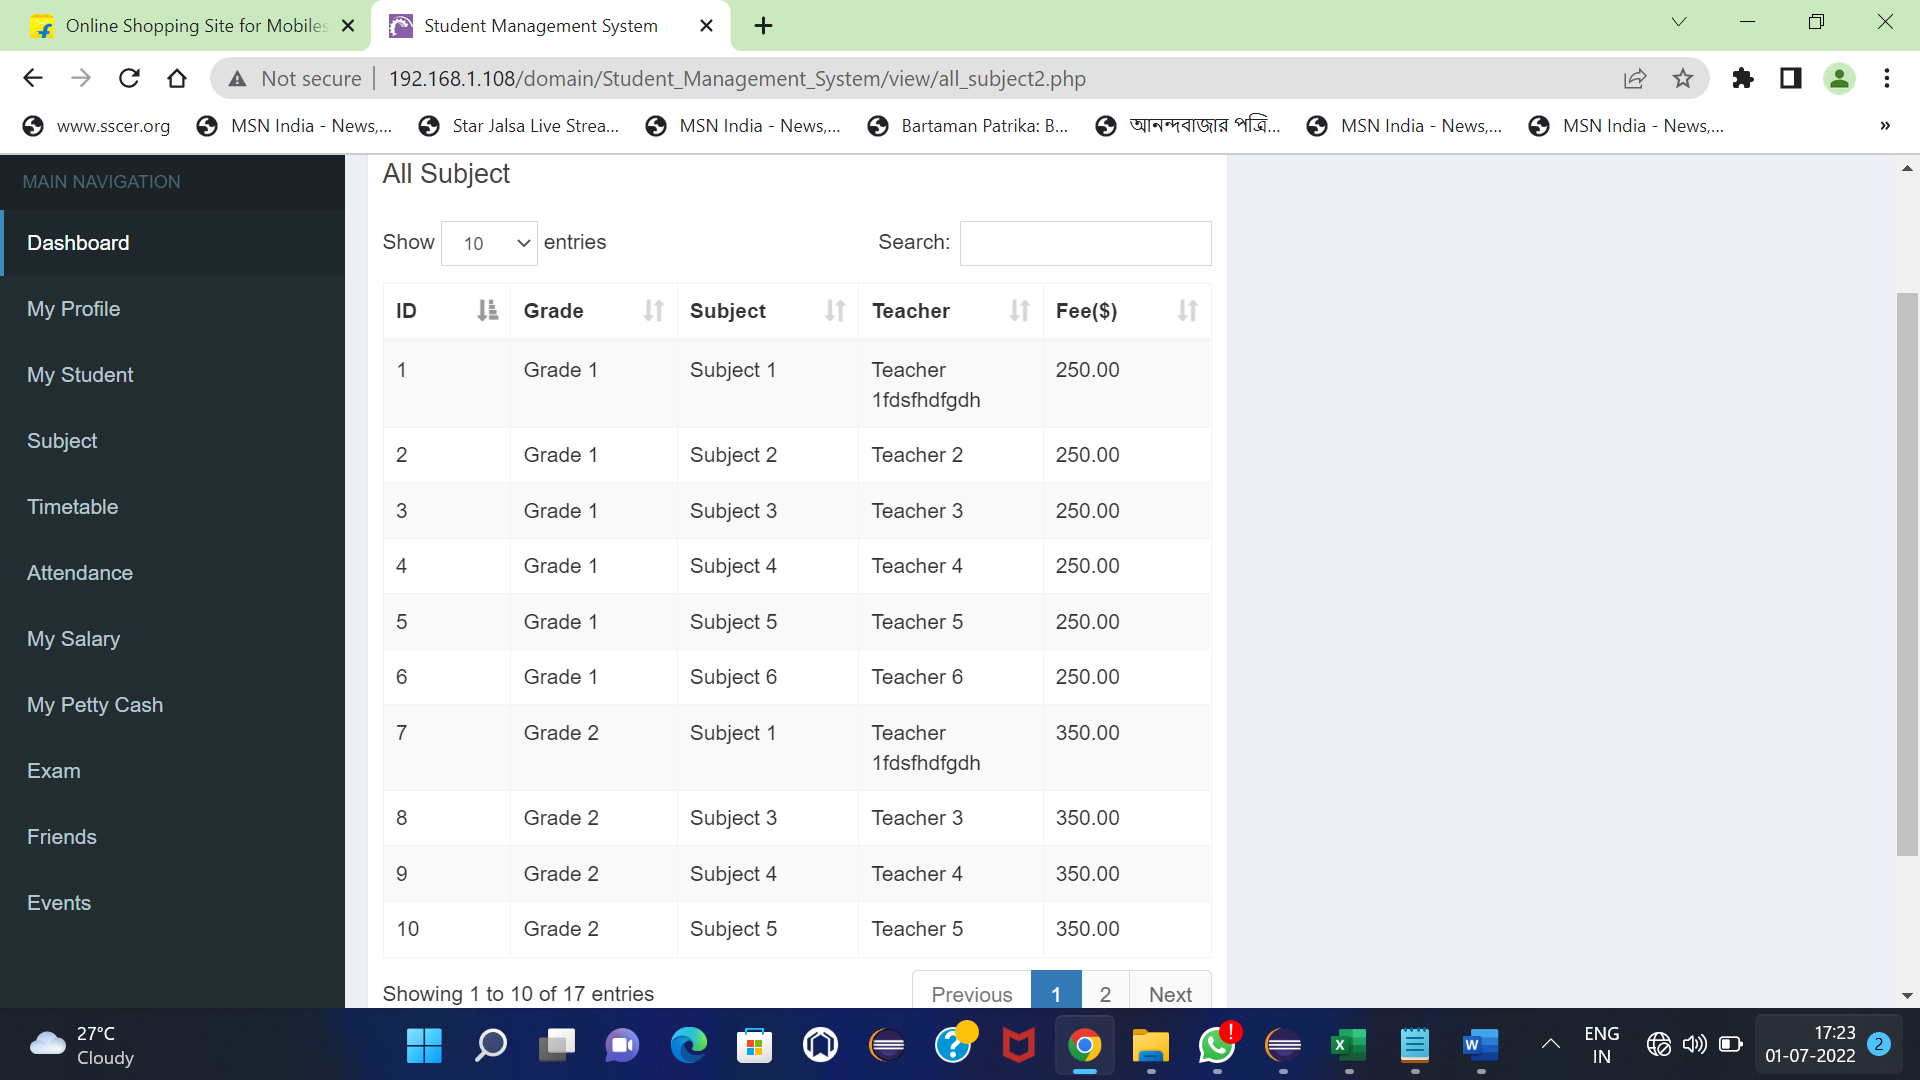 Online Shopping Site for Mobiles
Student Management System
Not secure
192.168.1.108/domain/Student_Management_System/view/all_subject2.php
www.sscer.org
MSN India - News,...
Star Jalsa Live Strea...
MSN India - News,...
Bartaman Patrika: B...
আনন্দবাজার পত্রি...
MSN India - News,...
MSN India - News,...
»
MAIN NAVIGATION
Dashboard
My Profile
My Student
Subject
Timetable
Attendance
My Salary
My Petty Cash
Exam
Friends
Events
All Subject
Show 10 entries
Search:
ID Grade Subject Teacher Fee($)
1 Grade 1 Subject 1 Teacher 1fdsfhdfgdh 250.00
2 Grade 1 Subject 2 Teacher 2 250.00
3 Grade 1 Subject 3 Teacher 3 250.00
4 Grade 1 Subject 4 Teacher 4 250.00
5 Grade 1 Subject 5 Teacher 5 250.00
6 Grade 1 Subject 6 Teacher 6 250.00
7 Grade 2 Subject 1 Teacher 1fdsfhdfgdh 350.00
8 Grade 2 Subject 3 Teacher 3 350.00
9 Grade 2 Subject 4 Teacher 4 350.00
10 Grade 2 Subject 5 Teacher 5 350.00
Showing 1 to 10 of 17 entries
Previous 1 2 Next
27°C
Cloudy
ENG
IN
17:23
01-07-2022
2